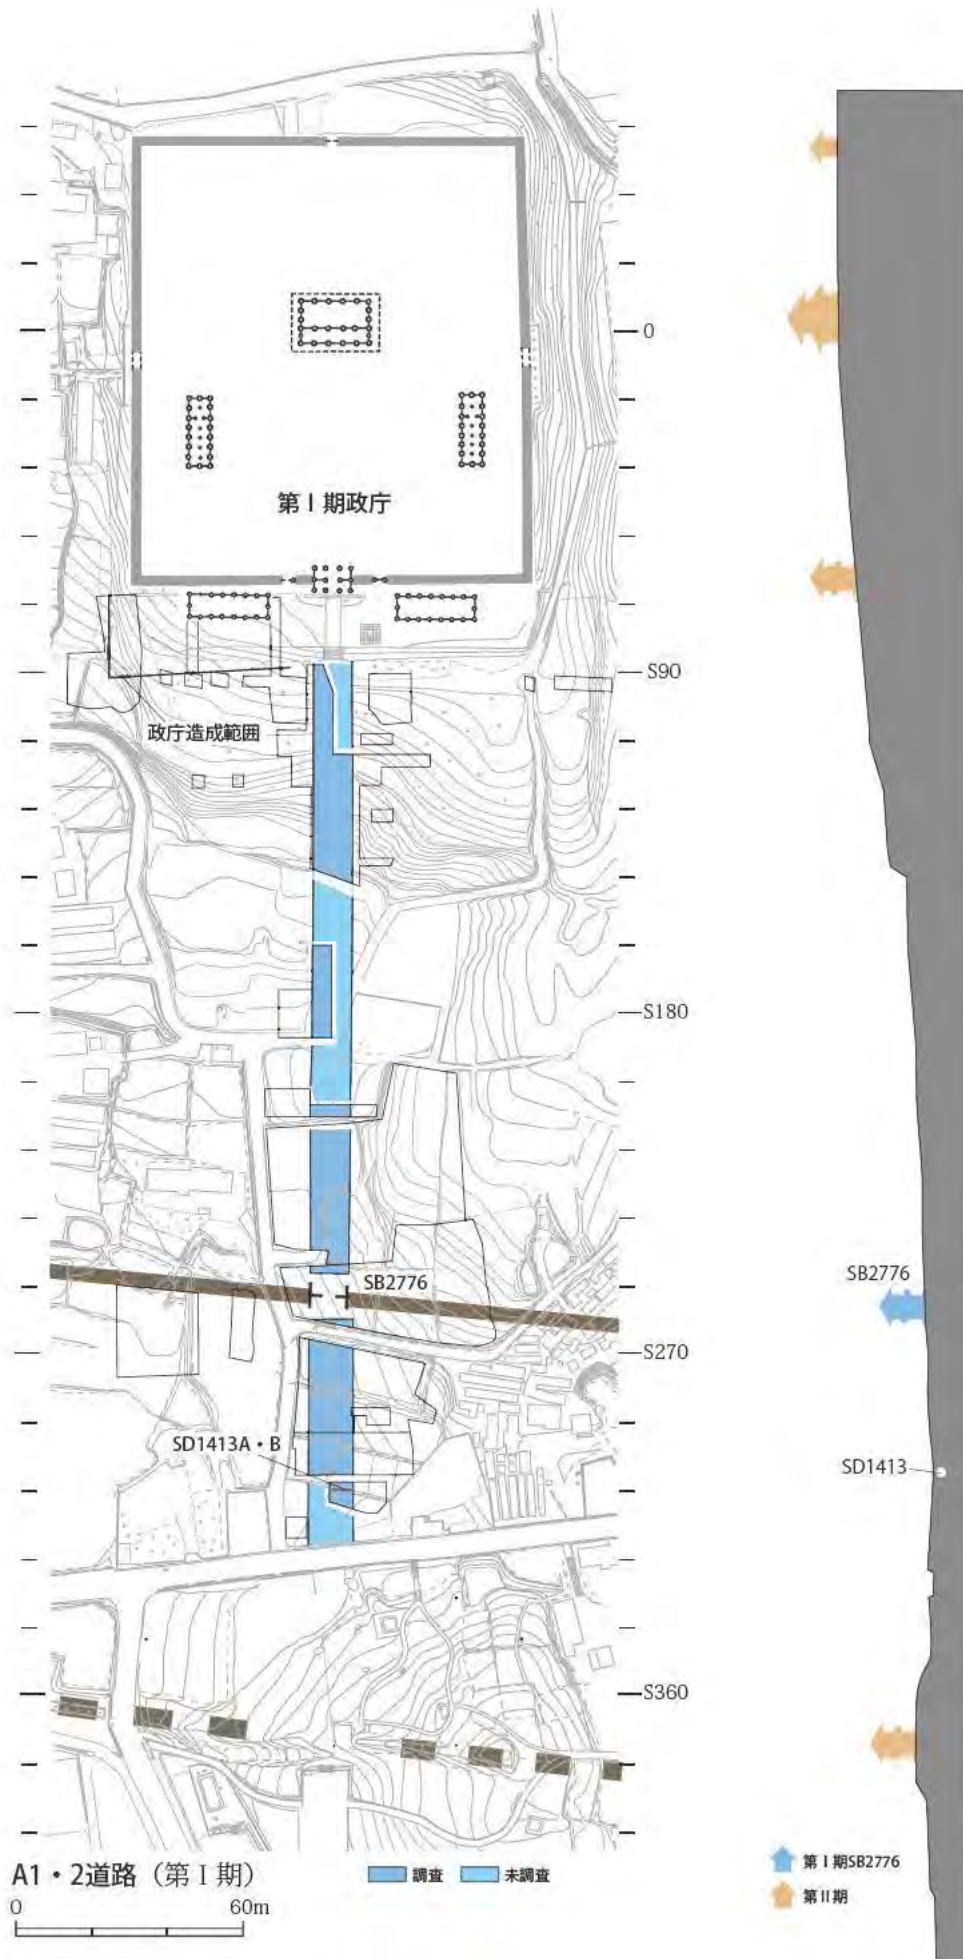 0
第Ⅰ期政庁
S90
政庁造成範囲
S180
SB2776
SB2776
S270
SD1413A・B
SD1413
S360
A1・2道路（第Ⅰ期）
調査
未調査
0
60m
第Ⅰ期SB2776
第Ⅱ期